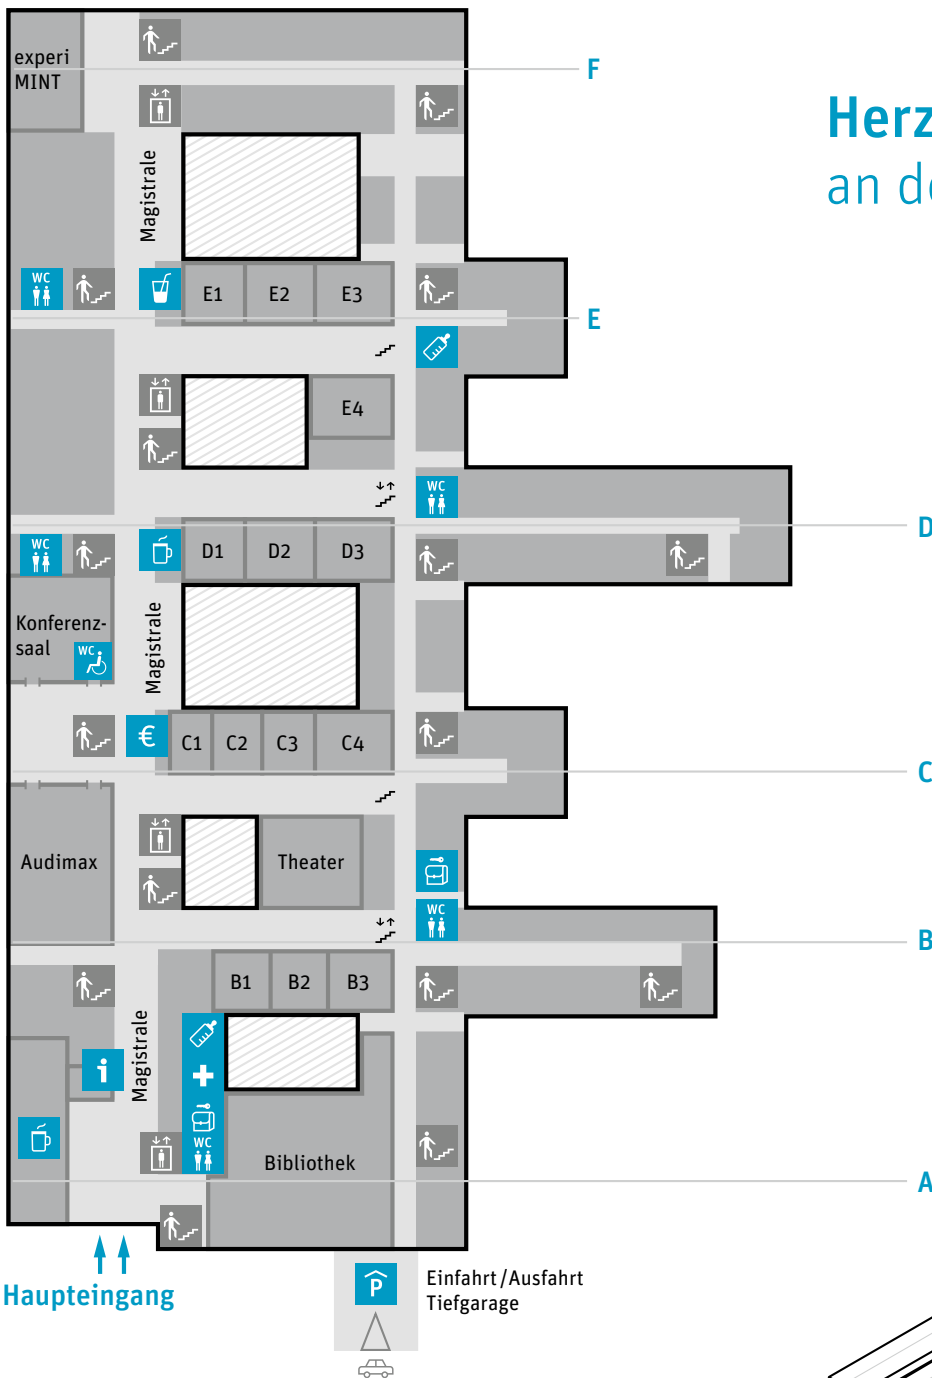 experi
MINT
F
Herz
an de
Magistrale
WC
E1
E2
E3
E
E4
WC
D
WC
D1
D2
D3
Konferenz-
saal
WC
Magistrale
€
C1
C2
C3
C4
C
Audimax
Theater
WC
B
B1
B2
B3
Magistrale
i
WC
Bibliothek
A
Haupteingang
P
Einfahrt/Ausfahrt
Tiefgarage